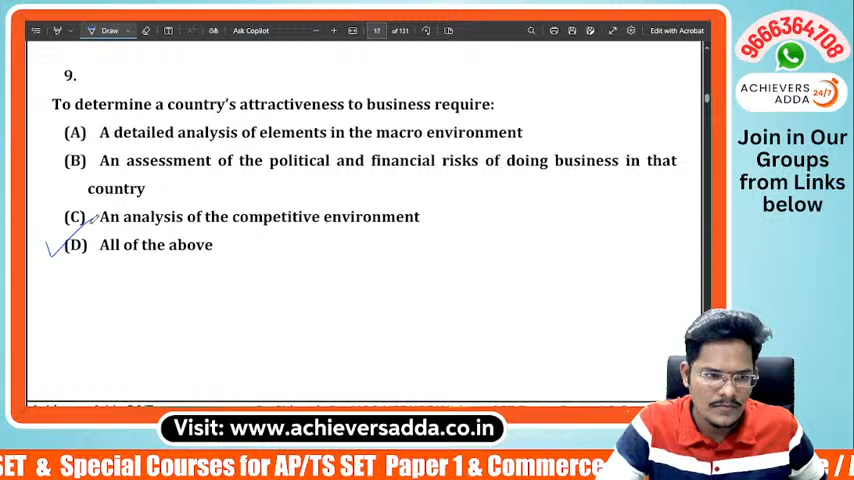 Draw
Ask Copilot
17 of 131
Edit with Acrobat
9666364708
ACHIEVERS
ADDA 24/7
Join in Our
Groups
from Links
below
9.
To determine a country's attractiveness to business require:
(A) A detailed analysis of elements in the macro environment
(B) An assessment of the political and financial risks of doing business in that
country
(C) An analysis of the competitive environment
(D) All of the above
Visit: www.achieversadda.co.in
SET & Special Courses for AP/TS SET Paper 1 & Commerce